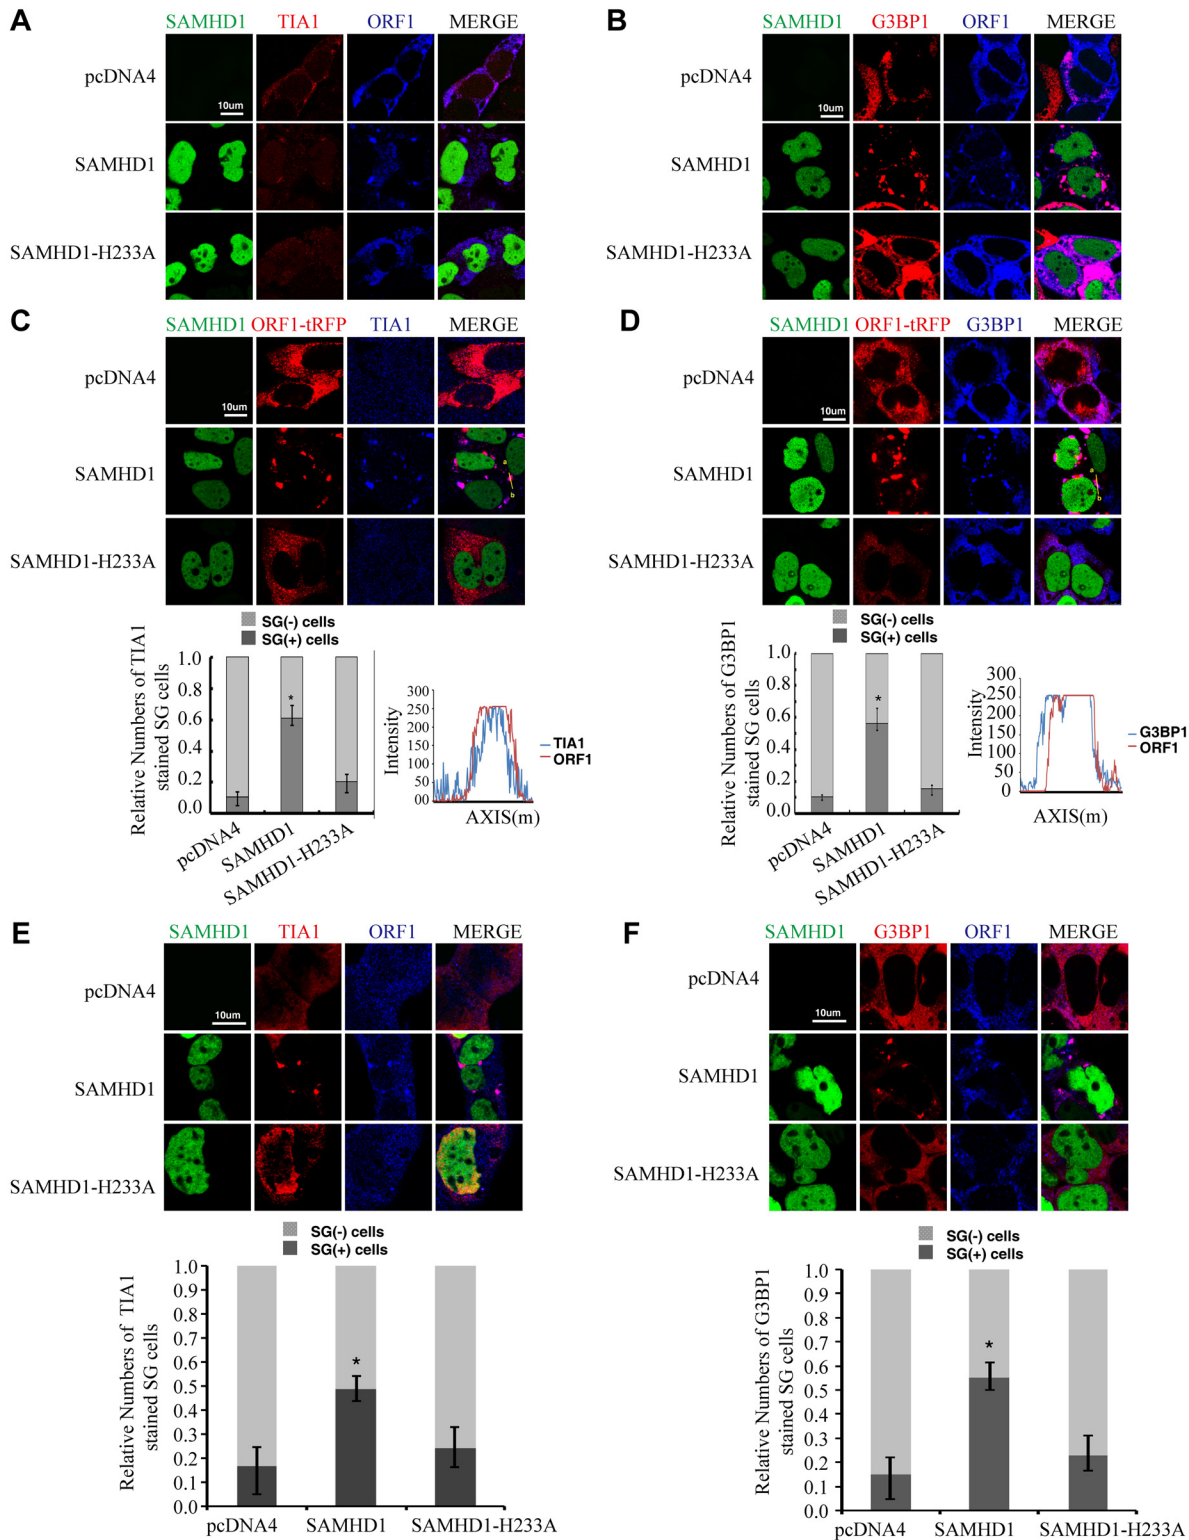 A
SAMHD1 TIA1 ORF1 MERGE
pcDNA4
10um
SAMHD1
SAMHD1-H233A
B
SAMHD1 G3BP1 ORF1 MERGE
pcDNA4
10um
SAMHD1
SAMHD1-H233A
C
SAMHD1 ORF1-tRFP TIA1 MERGE
pcDNA4
10um
SAMHD1
a
b
SAMHD1-H233A
SG(-) cells
SG(+) cells
Relative Numbers of TIA1
stained SG cells
1.0
0.8
0.6
0.4
0.2
0.0
*
pcDNA4
SAMHD1
SAMHD1-H233A
Intensity
300
250
200
150
100
50
00
TIA1
ORF1
AXIS(m)
D
SAMHD1 ORF1-tRFP G3BP1 MERGE
pcDNA4
10um
SAMHD1
a
b
SAMHD1-H233A
SG(-) cells
SG(+) cells
Relative Numbers of G3BP1
stained SG cells
1.0
0.8
0.6
0.4
0.2
0.0
*
pcDNA4
SAMHD1
SAMHD1-H233A
Intensity
300
250
200
150
100
50
0
G3BP1
ORF1
AXIS(m)
E
SAMHD1 TIA1 ORF1 MERGE
pcDNA4
10um
SAMHD1
SAMHD1-H233A
SG(-) cells
SG(+) cells
Relative Numbers of TIA1
stained SG cells
1.0
0.9
0.8
0.7
0.6
0.5
0.4
0.3
0.2
0.1
0.0
*
pcDNA4 SAMHD1 SAMHD1-H233A
F
SAMHD1 G3BP1 ORF1 MERGE
pcDNA4
10um
SAMHD1
SAMHD1-H233A
SG(-) cells
SG(+) cells
Relative Numbers of G3BP1
stained SG cells
1.0
0.9
0.8
0.7
0.6
0.5
0.4
0.3
0.2
0.1
0.0
*
pcDNA4 SAMHD1 SAMHD1-H233A